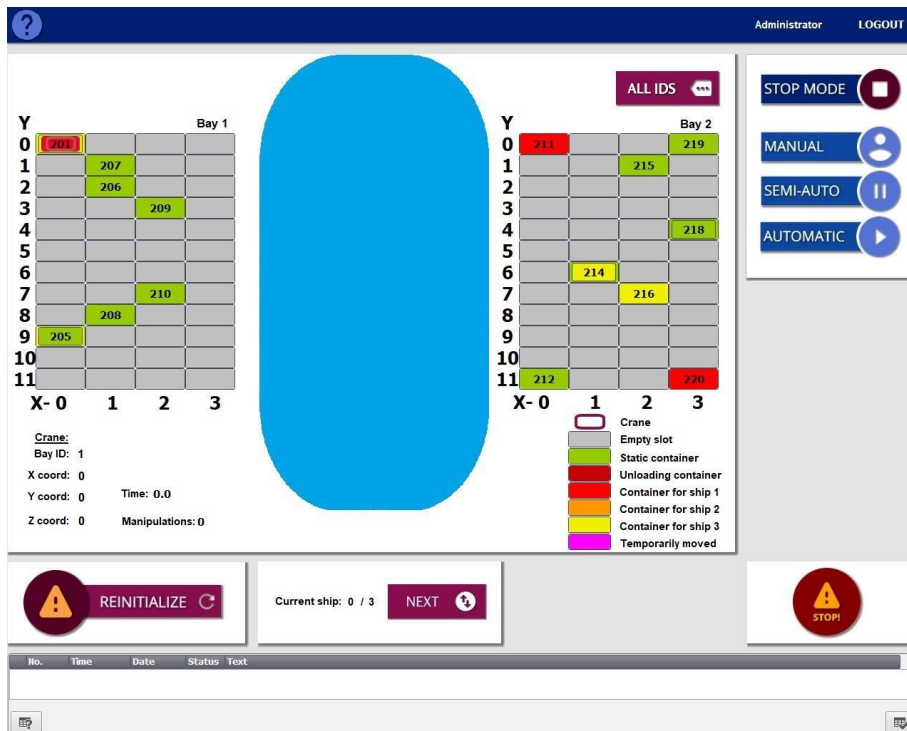 ?
Administrator LOGOUT
ALL IDS
STOP MODE
MANUAL
SEMI-AUTO
AUTOMATIC
Y Bay 1
0 201
1 207
2 206
3 209
4
5
6
7 210
8 208
9 205
10
11
X- 0 1 2 3
Y Bay 2
0 211 219
1 215
2
3
4 218
5
6 214
7 216
8
9
10
11 212 220
X- 0 1 2 3
Crane:
Bay ID: 1
X coord: 0
Y coord: 0
Z coord: 0
Time: 0.0
Manipulations: 0
Crane
Empty slot
Static container
Unloading container
Container for ship 1
Container for ship 2
Container for ship 3
Temporarily moved
REINITIALIZE
Current ship: 0 / 3 NEXT
STOP!
No. Time Date Status Text